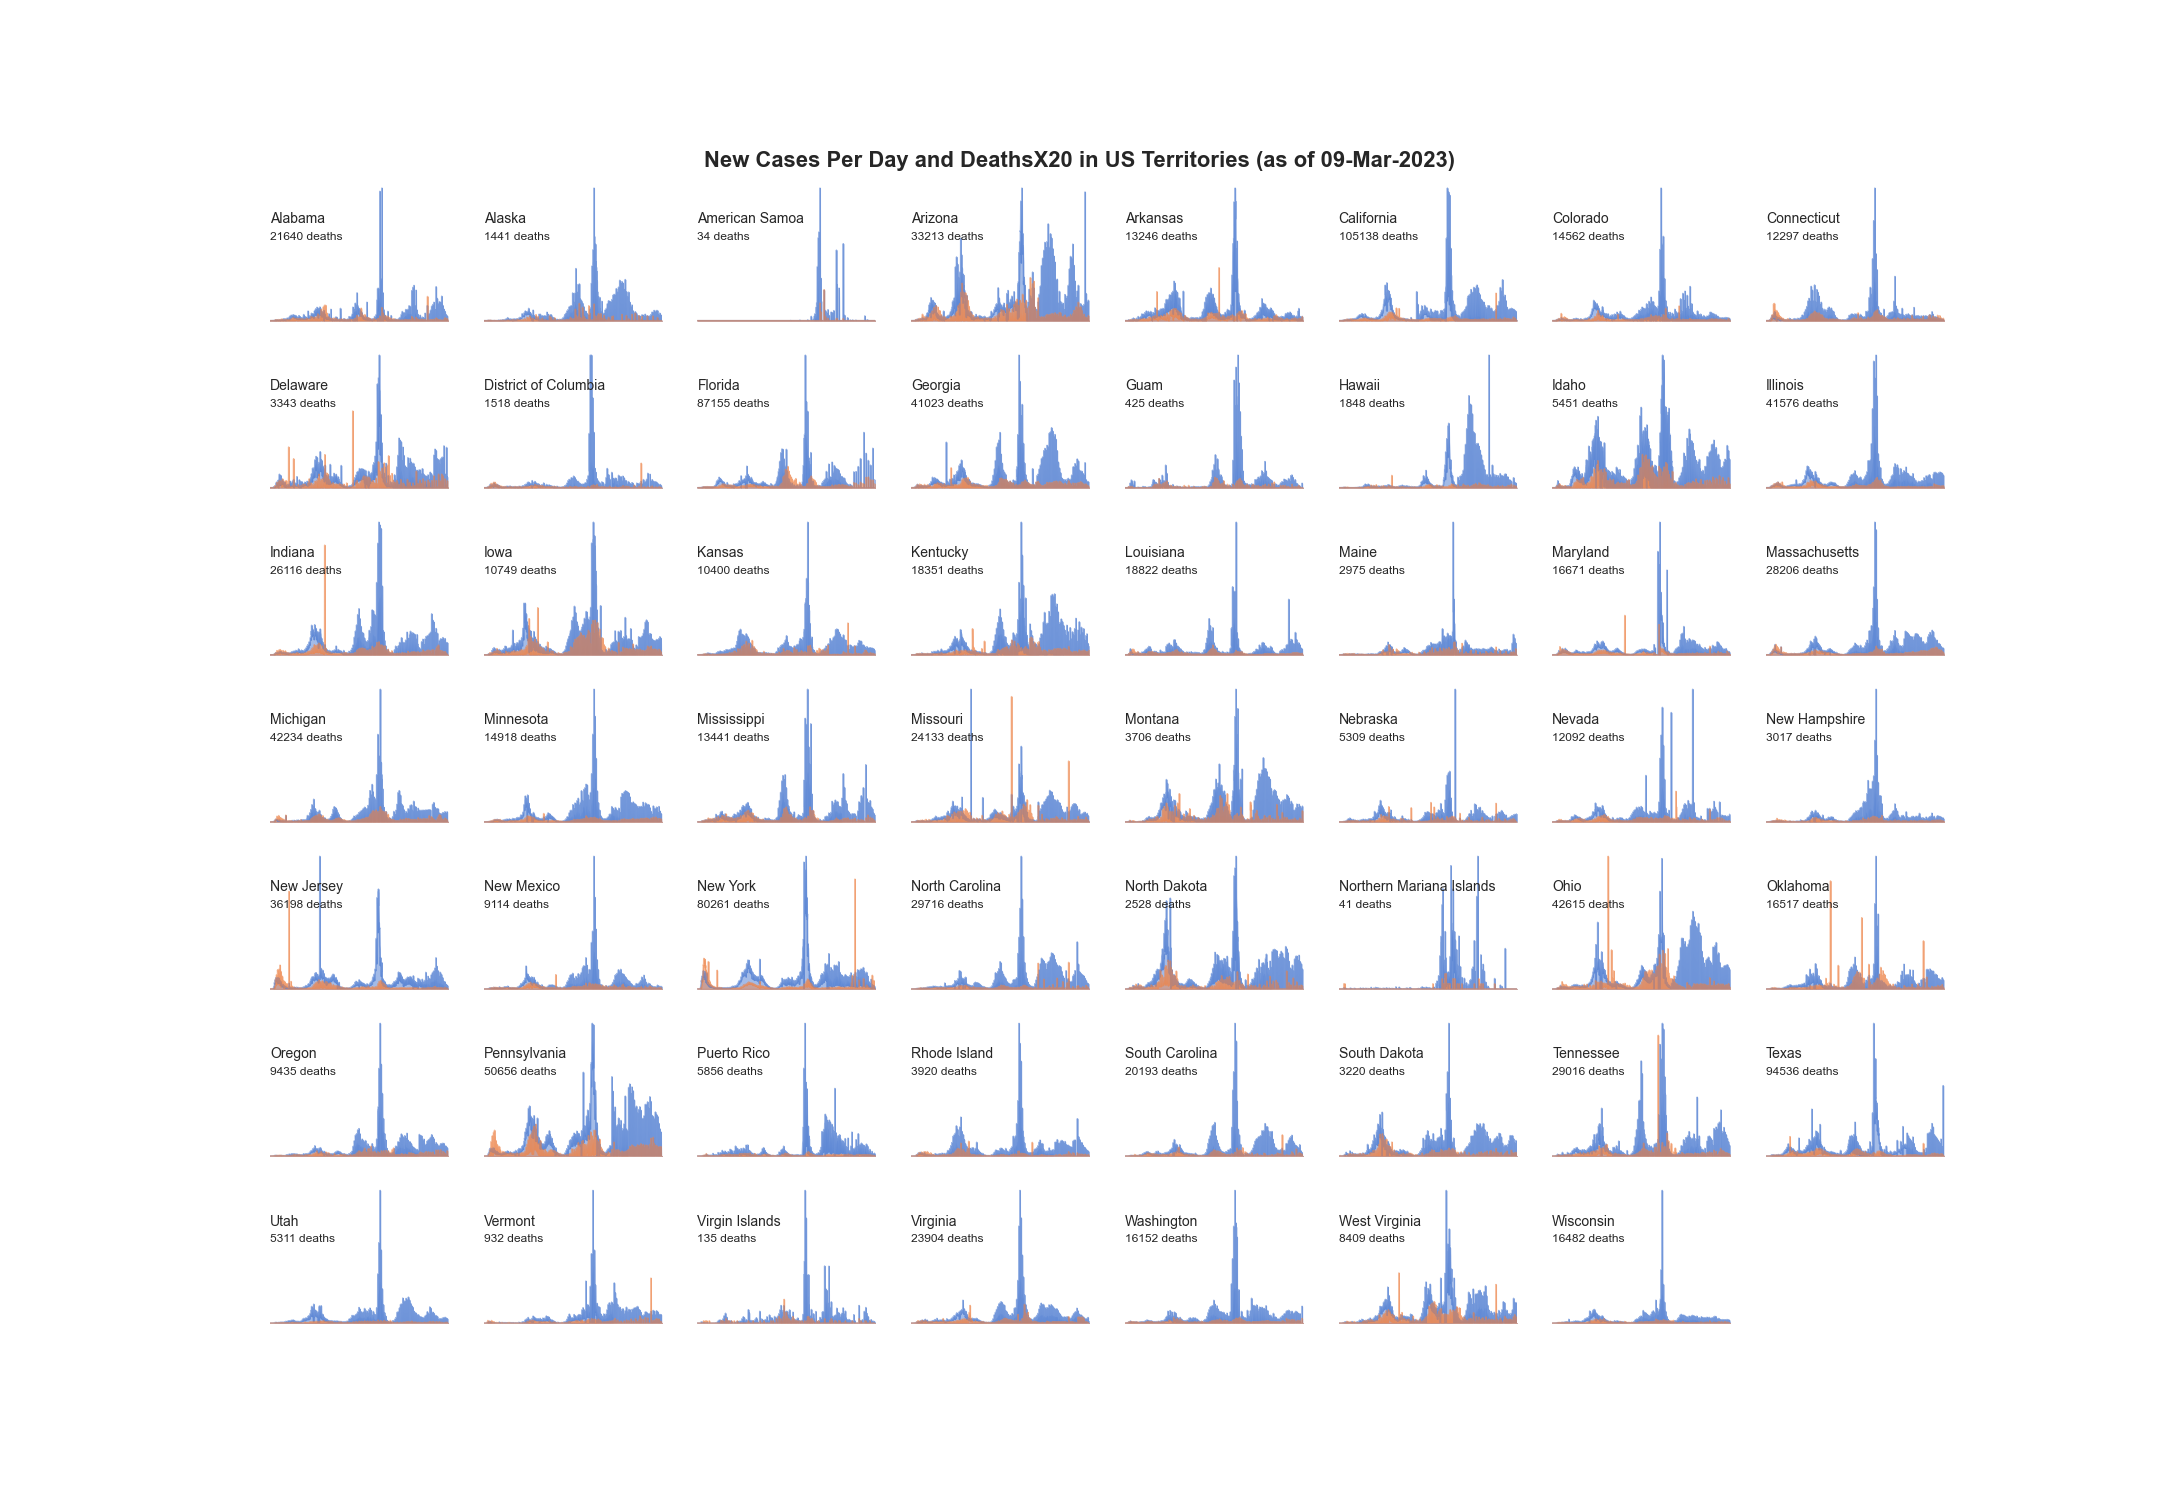 New Cases Per Day and DeathsX20 in US Territories (as of 09-Mar-2023)
Alabama
21640 deaths
Alaska
1441 deaths
American Samoa
34 deaths
Arizona
33213 deaths
Arkansas
13246 deaths
California
105138 deaths
Colorado
14562 deaths
Connecticut
12297 deaths
Delaware
3343 deaths
District of Columbia
1518 deaths
Florida
87155 deaths
Georgia
41023 deaths
Guam
425 deaths
Hawaii
1848 deaths
Idaho
5451 deaths
Illinois
41576 deaths
Indiana
26116 deaths
Iowa
10749 deaths
Kansas
10400 deaths
Kentucky
18351 deaths
Louisiana
18822 deaths
Maine
2975 deaths
Maryland
16671 deaths
Massachusetts
28206 deaths
Michigan
42234 deaths
Minnesota
14918 deaths
Mississippi
13441 deaths
Missouri
24133 deaths
Montana
3706 deaths
Nebraska
5309 deaths
Nevada
12092 deaths
New Hampshire
3017 deaths
New Jersey
36198 deaths
New Mexico
9114 deaths
New York
80261 deaths
North Carolina
29716 deaths
North Dakota
2528 deaths
Northern Mariana Islands
41 deaths
Ohio
42615 deaths
Oklahoma
16517 deaths
Oregon
9435 deaths
Pennsylvania
50656 deaths
Puerto Rico
5856 deaths
Rhode Island
3920 deaths
South Carolina
20193 deaths
South Dakota
3220 deaths
Tennessee
29016 deaths
Texas
94536 deaths
Utah
5311 deaths
Vermont
932 deaths
Virgin Islands
135 deaths
Virginia
23904 deaths
Washington
16152 deaths
West Virginia
8409 deaths
Wisconsin
16482 deaths